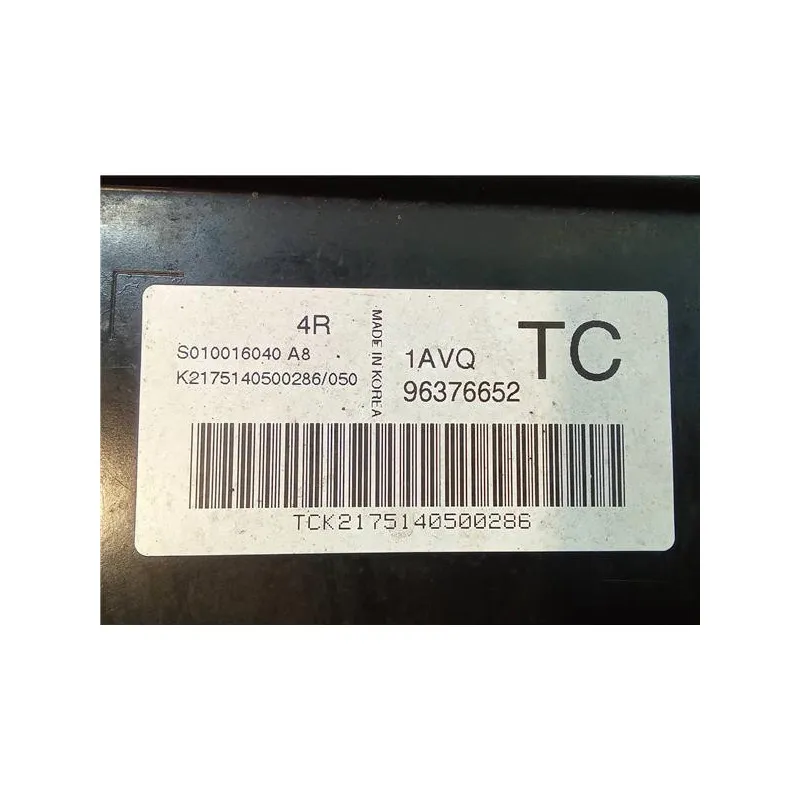 4R
S010016040 A8
K2175140500286/050
MADE IN KOREA
1AVQ
96376652
TC
TCK2175140500286